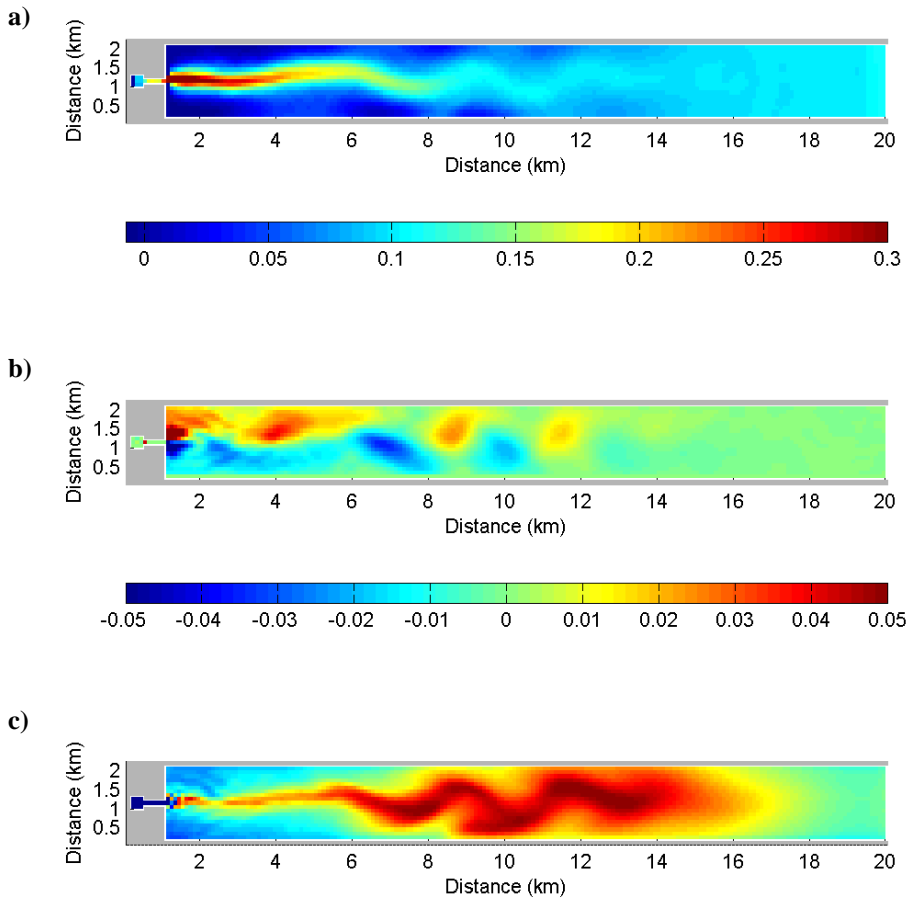 a)
Distance (km)
2
1.5
1
0.5
2 4 6 8 10 12 14 16 18 20
Distance (km)
0 0.05 0.1 0.15 0.2 0.25 0.3
b)
Distance (km)
2
1.5
1
0.5
2 4 6 8 10 12 14 16 18 20
Distance (km)
-0.05 -0.04 -0.03 -0.02 -0.01 0 0.01 0.02 0.03 0.04 0.05
c)
Distance (km)
2
1.5
1
0.5
2 4 6 8 10 12 14 16 18 20
Distance (km)